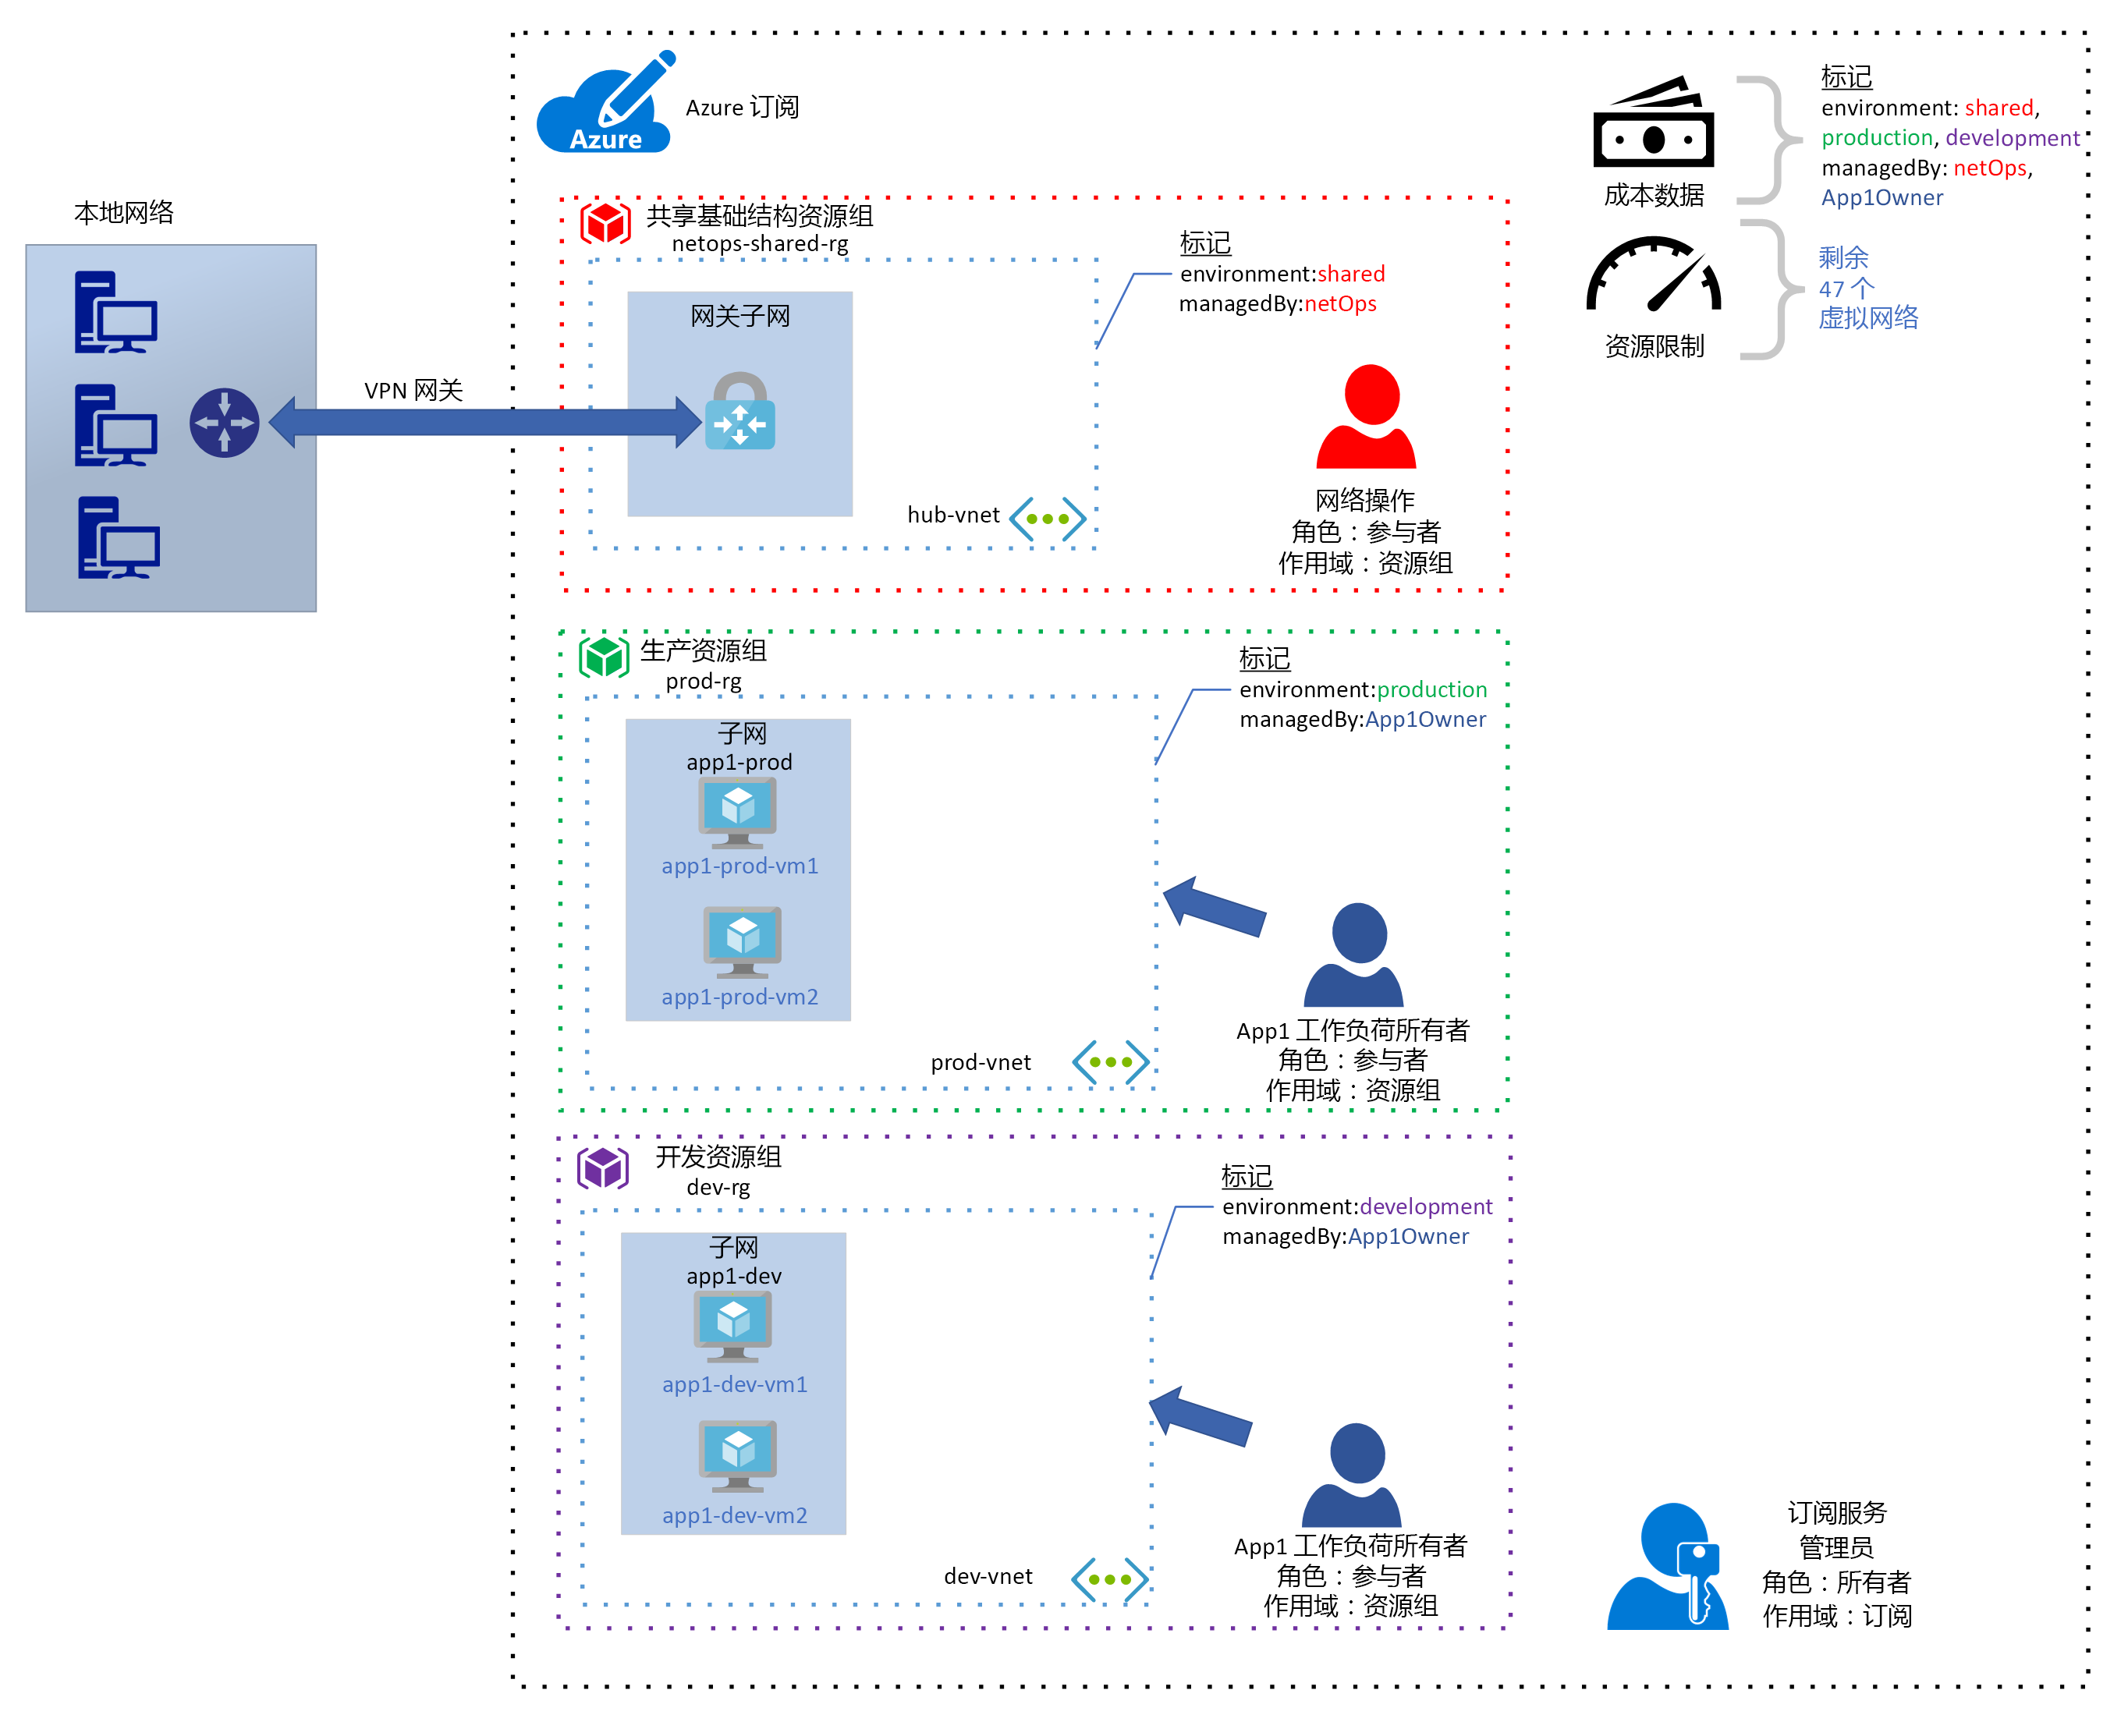 Azure
Azure 订阅
本地网络
VPN 网关
共享基础结构资源组
netops-shared-rg
网关子网
hub-vnet
标记
environment:shared
managedBy:netOps
网络操作
角色：参与者
作用域：资源组
成本数据
标记
environment: shared,
production, development
managedBy: netOps,
App1Owner
资源限制
剩余
47 个
虚拟网络
生产资源组
prod-rg
子网
app1-prod
app1-prod-vm1
app1-prod-vm2
prod-vnet
标记
environment:production
managedBy:App1Owner
App1 工作负荷所有者
角色：参与者
作用域：资源组
开发资源组
dev-rg
子网
app1-dev
app1-dev-vm1
app1-dev-vm2
dev-vnet
标记
environment:development
managedBy:App1Owner
App1 工作负荷所有者
角色：参与者
作用域：资源组
订阅服务
管理员
角色：所有者
作用域：订阅